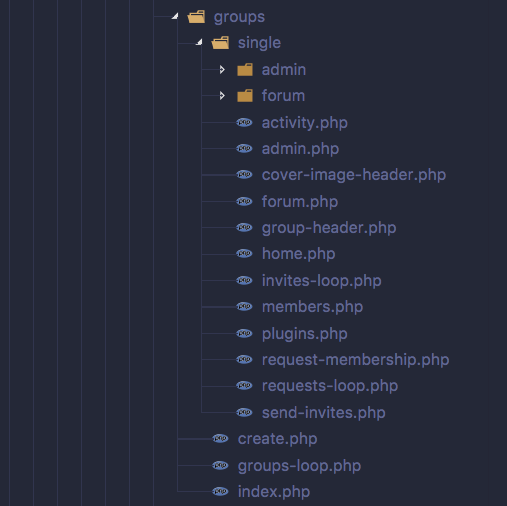 groups
single
admin
forum
activity.php
admin.php
cover-image-header.php
forum.php
group-header.php
home.php
invites-loop.php
members.php
plugins.php
request-membership.php
requests-loop.php
send-invites.php
create.php
groups-loop.php
index.php